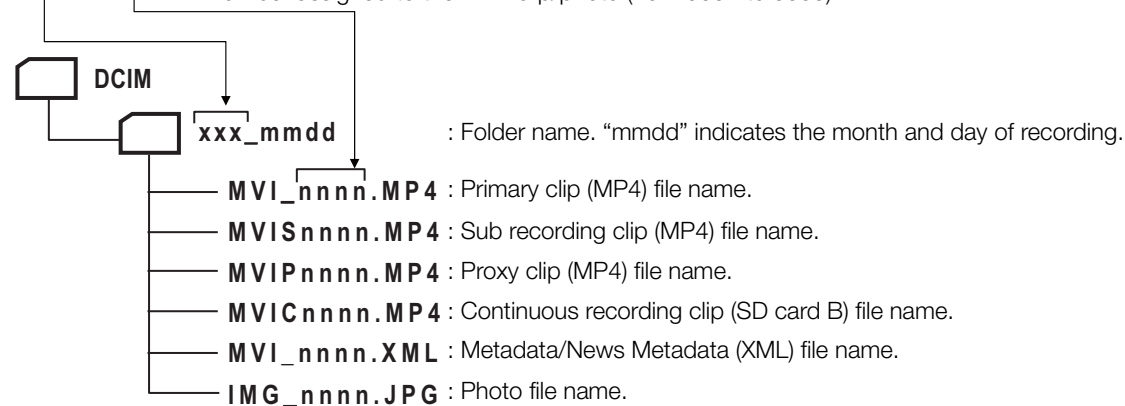 DCIM
xxx_mmdd : Folder name. “mmdd” indicates the month and day of recording.
MVI_nnnn.MP4 : Primary clip (MP4) file name.
MVISnnnn.MP4 : Sub recording clip (MP4) file name.
MVIPnnnn.MP4 : Proxy clip (MP4) file name.
MVICnnnn.MP4 : Continuous recording clip (SD card B) file name.
MVI_nnnn.XML : Metadata/News Metadata (XML) file name.
IMG_nnnn.JPG : Photo file name.